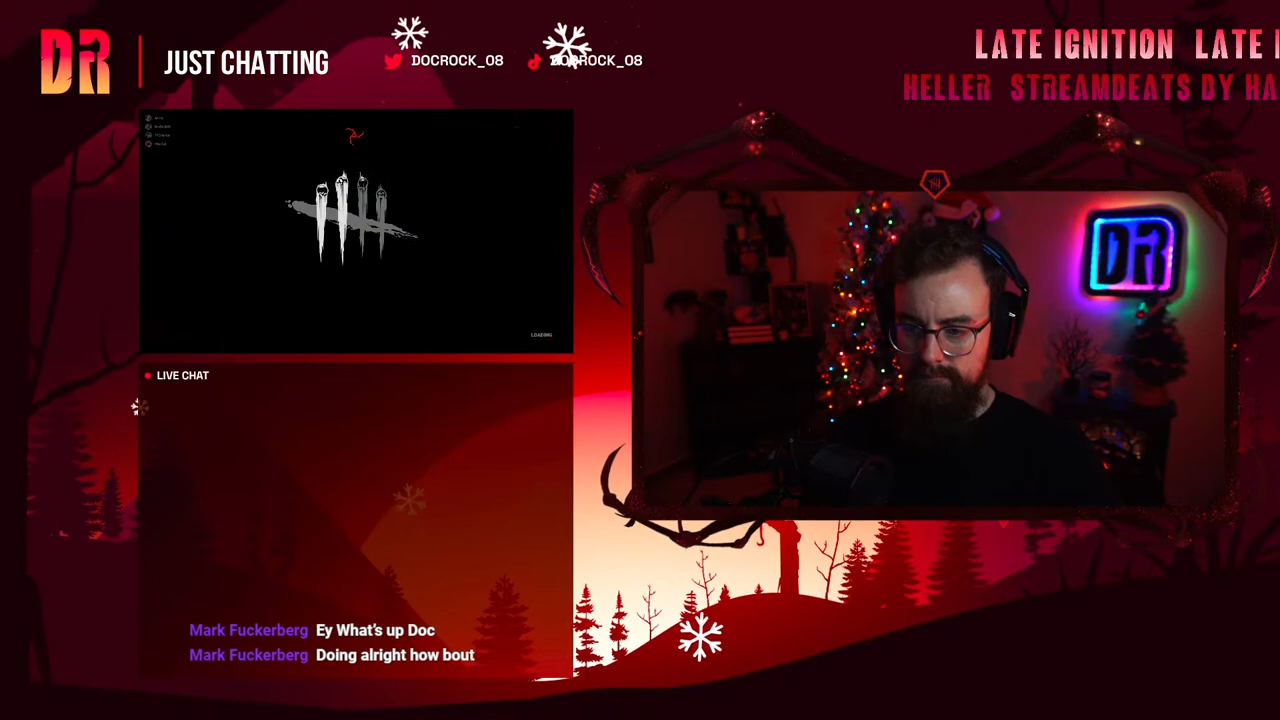 DR
JUST CHATTING
DOCROCK_08
DOCROCK_08
LATE IGNITION LATE I
HELLER STREAMBEATS BY HA
LOADING
DR
LIVE CHAT
Mark Fuckerberg Ey What's up Doc
Mark Fuckerberg Doing alright how bout